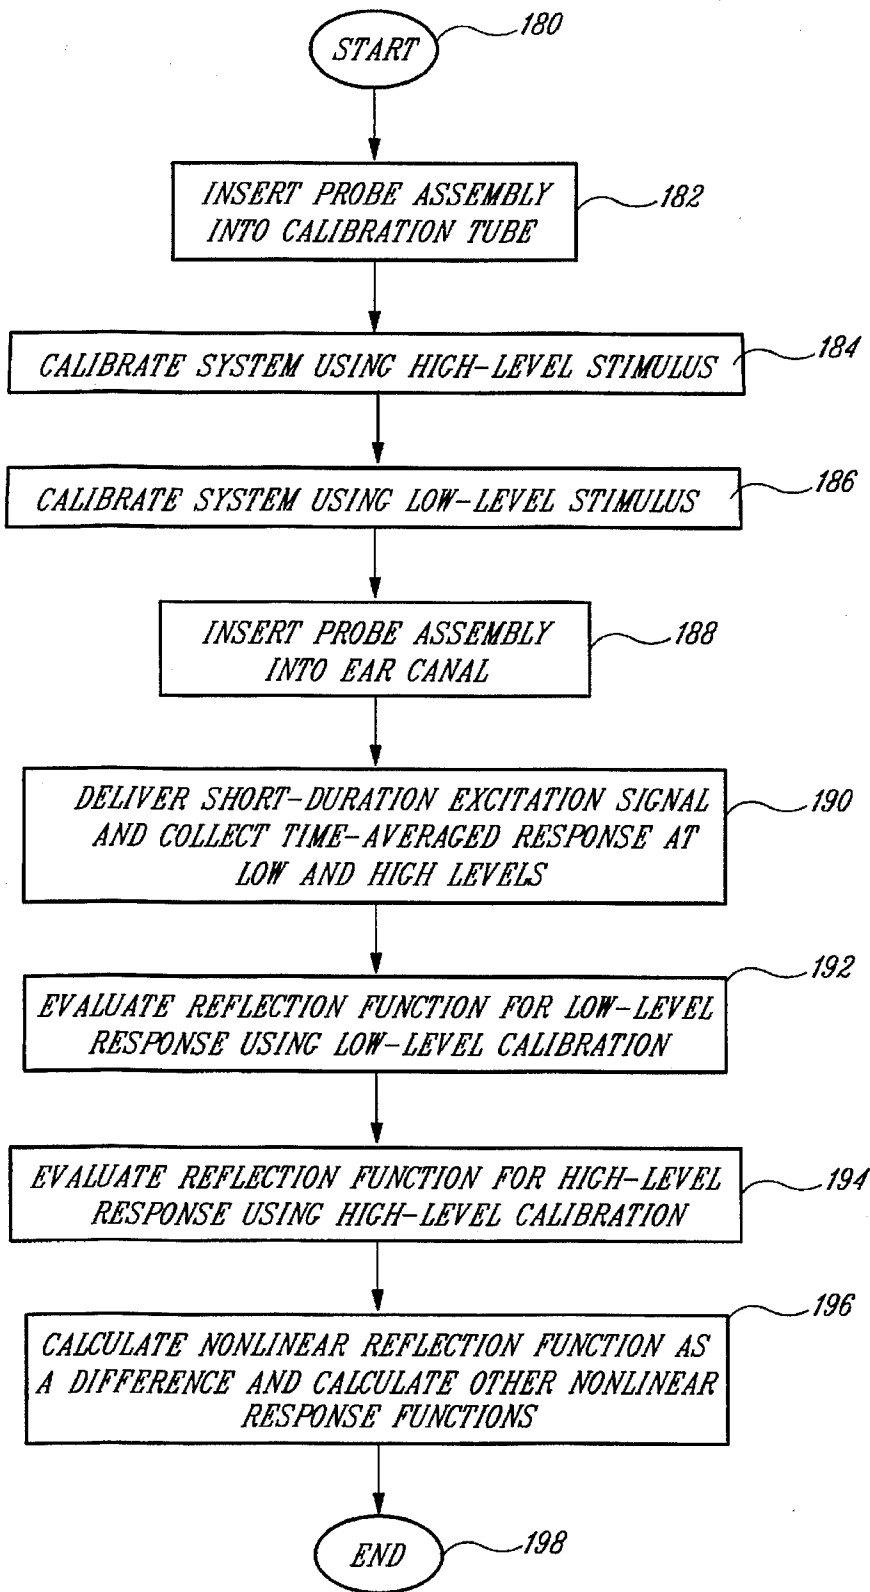 START
180
INSERT PROBE ASSEMBLY
INTO CALIBRATION TUBE
182
CALIBRATE SYSTEM USING HIGH-LEVEL STIMULUS
184
CALIBRATE SYSTEM USING LOW-LEVEL STIMULUS
186
INSERT PROBE ASSEMBLY
INTO EAR CANAL
188
DELIVER SHORT-DURATION EXCITATION SIGNAL
AND COLLECT TIME-AVERAGED RESPONSE AT
LOW AND HIGH LEVELS
190
EVALUATE REFLECTION FUNCTION FOR LOW-LEVEL
RESPONSE USING LOW-LEVEL CALIBRATION
192
EVALUATE REFLECTION FUNCTION FOR HIGH-LEVEL
RESPONSE USING HIGH-LEVEL CALIBRATION
194
CALCULATE NONLINEAR REFLECTION FUNCTION AS
A DIFFERENCE AND CALCULATE OTHER NONLINEAR
RESPONSE FUNCTIONS
196
END
198